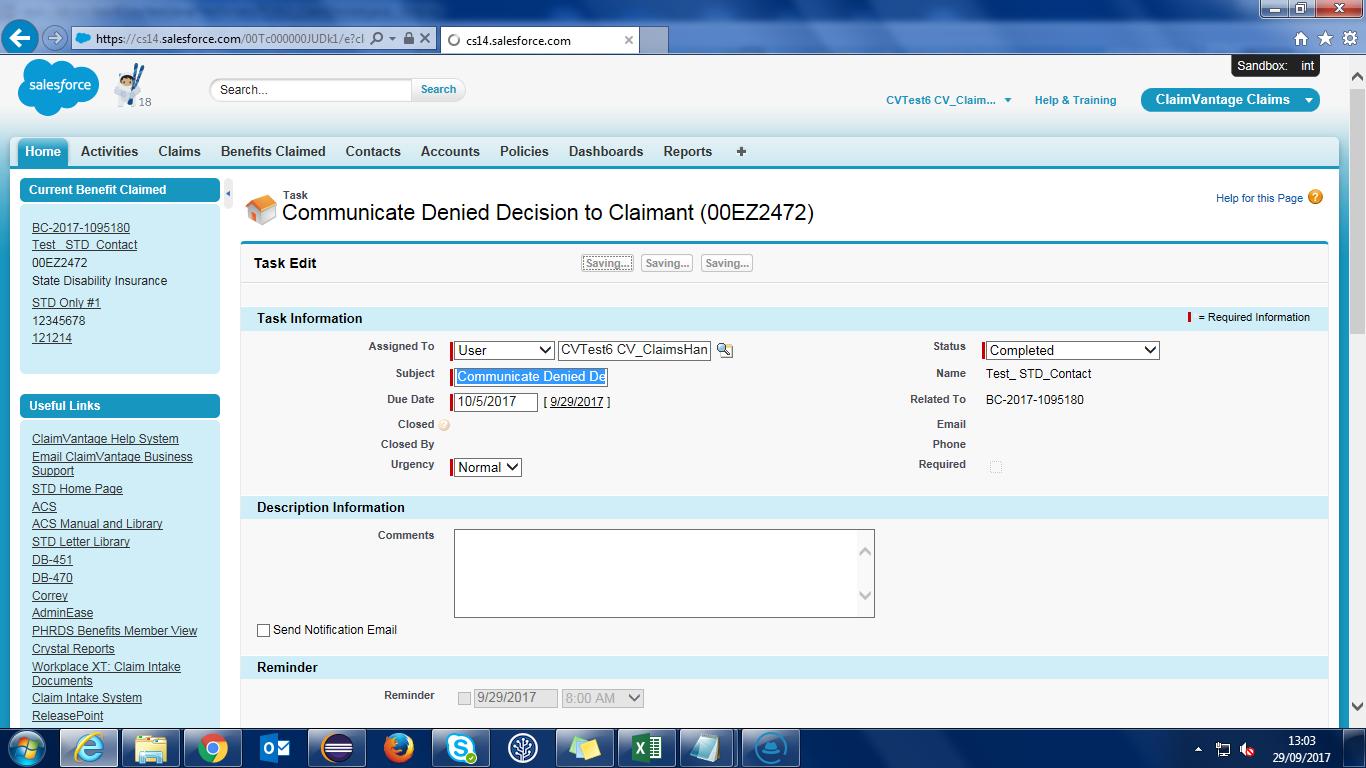 https://cs14.salesforce.com/00Tc000000JUDk1/e?cl
cs14.salesforce.com
Sandbox: int
salesforce
18
Search...
Search
CVTest6 CV_Claim...
Help & Training
ClaimVantage Claims
Home Activities Claims Benefits Claimed Contacts Accounts Policies Dashboards Reports
Current Benefit Claimed
BC-2017-1095180
Test_ STD_Contact
00EZ2472
State Disability Insurance
STD Only #1
12345678
121214
Useful Links
ClaimVantage Help System
Email ClaimVantage Business
Support
STD Home Page
ACS
ACS Manual and Library
STD Letter Library
DB-451
DB-470
Correy
AdminEase
PHRDS Benefits Member View
Crystal Reports
Workplace XT: Claim Intake
Documents
Claim Intake System
ReleasePoint
Task
Communicate Denied Decision to Claimant (00EZ2472)
Help for this Page
Task Edit
Saving... Saving... Saving...
Task Information
= Required Information
Assigned To User CVTest6 CV_ClaimsHan
Status Completed
Subject Communicate Denied De
Name Test_ STD_Contact
Due Date 10/5/2017 [ 9/29/2017 ]
Related To BC-2017-1095180
Closed
Email
Closed By
Phone
Urgency Normal
Required
Description Information
Comments
Send Notification Email
Reminder
Reminder 9/29/2017 8:00 AM
13:03
29/09/2017